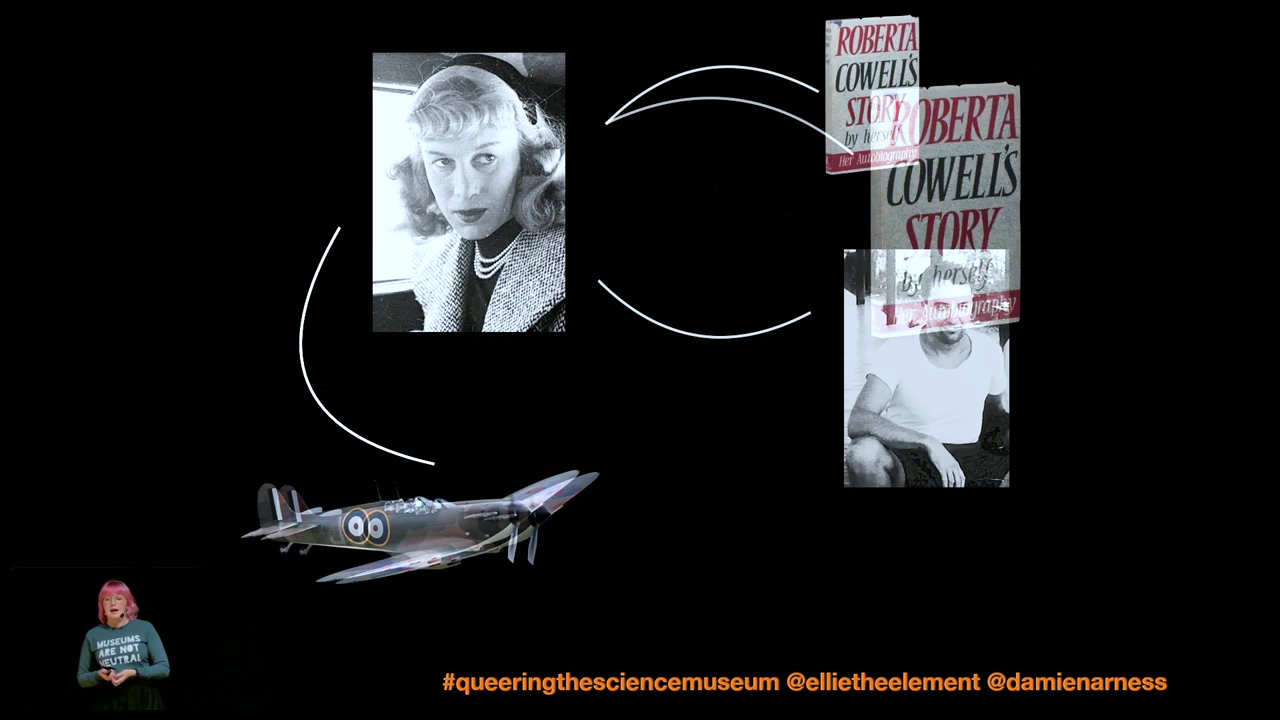 ROBERTA
COWELL'S
STORY
by herself
Her Autobiography
ROBERTA
COWELL'S
STORY
by herself
Her Autobiography
MUSEUMS
ARE NOT
NEUTRAL
#queeringthesciencemuseum @ellietheelement @damienarness